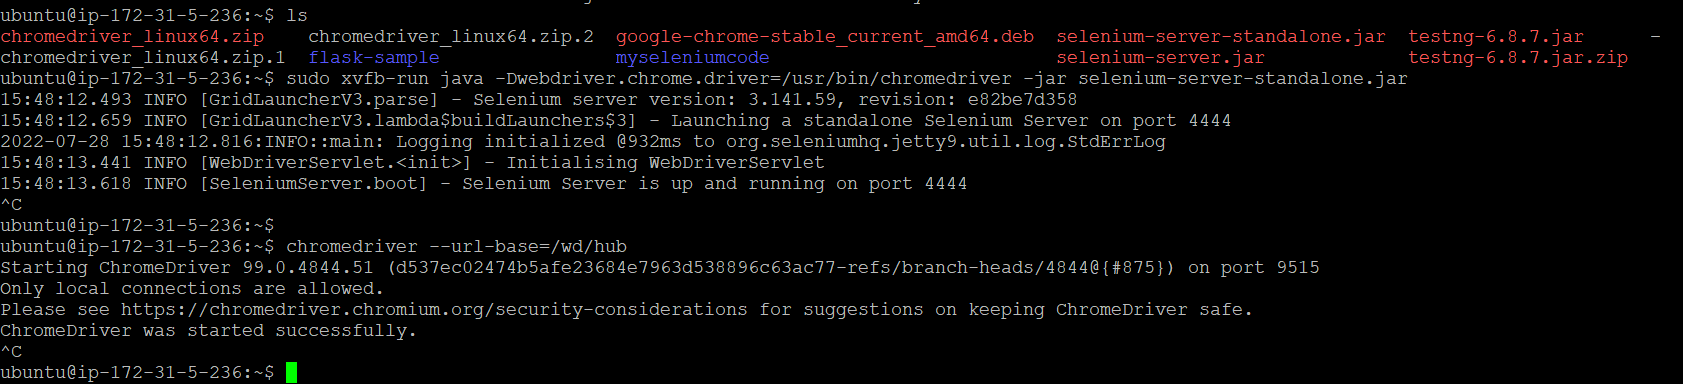 ubuntu@ip-172-31-5-236:~$ ls
chromedriver_linux64.zip    chromedriver_linux64.zip.2  google-chrome-stable_current_amd64.deb  selenium-server-standalone.jar  testng-6.8.7.jar      -
chromedriver_linux64.zip.1  flask-sample                myseleniumcode                          selenium-server.jar             testng-6.8.7.jar.zip
ubuntu@ip-172-31-5-236:~$ sudo xvfb-run java -Dwebdriver.chrome.driver=/usr/bin/chromedriver -jar selenium-server-standalone.jar
15:48:12.493 INFO [GridLauncherV3.parse] - Selenium server version: 3.141.59, revision: e82be7d358
15:48:12.659 INFO [GridLauncherV3.lambda$buildLaunchers$3] - Launching a standalone Selenium Server on port 4444
2022-07-28 15:48:12.816:INFO::main: Logging initialized @932ms to org.seleniumhq.jetty9.util.log.StdErrLog
15:48:13.441 INFO [WebDriverServlet.<init>] - Initialising WebDriverServlet
15:48:13.618 INFO [SeleniumServer.boot] - Selenium Server is up and running on port 4444
^C
ubuntu@ip-172-31-5-236:~$
ubuntu@ip-172-31-5-236:~$ chromedriver --url-base=/wd/hub
Starting ChromeDriver 99.0.4844.51 (d537ec02474b5afe23684e7963d538896c63ac77-refs/branch-heads/4844@{#875}) on port 9515
Only local connections are allowed.
Please see https://chromedriver.chromium.org/security-considerations for suggestions on keeping ChromeDriver safe.
ChromeDriver was started successfully.
^C
ubuntu@ip-172-31-5-236:~$